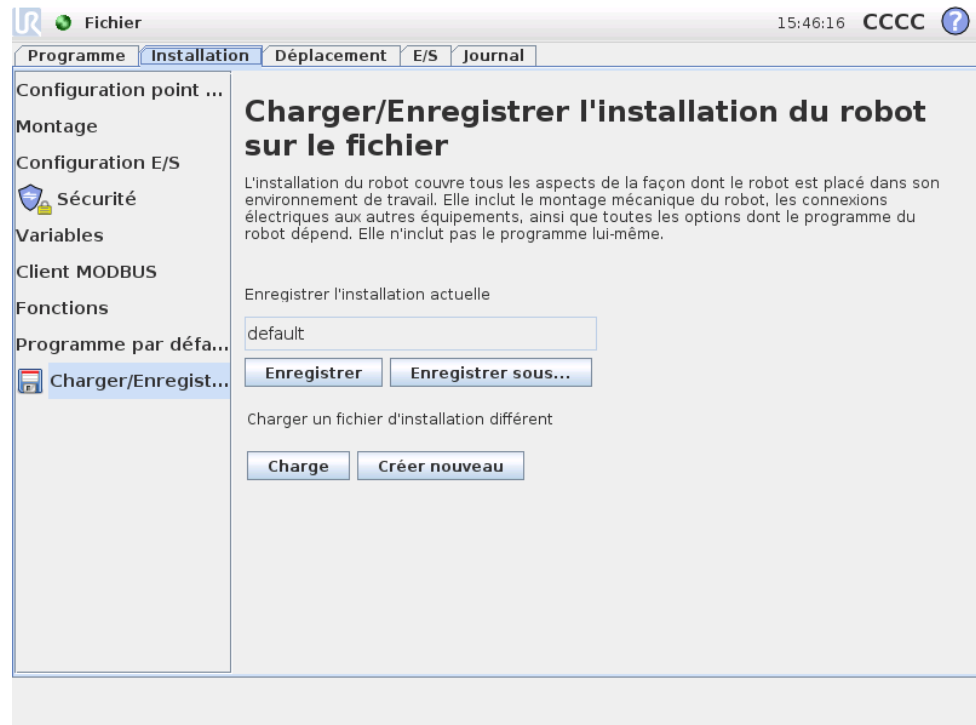 UR Fichier 15:46:16 CCCC ?
Programme Installation Déplacement E/S Journal
Configuration point ...
Montage
Configuration E/S
Sécurité
Variables
Client MODBUS
Fonctions
Programme par défa...
Charger/Enregist...
Charger/Enregistrer l'installation du robot
sur le fichier
L'installation du robot couvre tous les aspects de la façon dont le robot est placé dans son
environnement de travail. Elle inclut le montage mécanique du robot, les connexions
électriques aux autres équipements, ainsi que toutes les options dont le programme du
robot dépend. Elle n'inclut pas le programme lui-même.
Enregistrer l'installation actuelle
default
Enregistrer Enregistrer sous...
Charger un fichier d'installation différent
Charge Créer nouveau